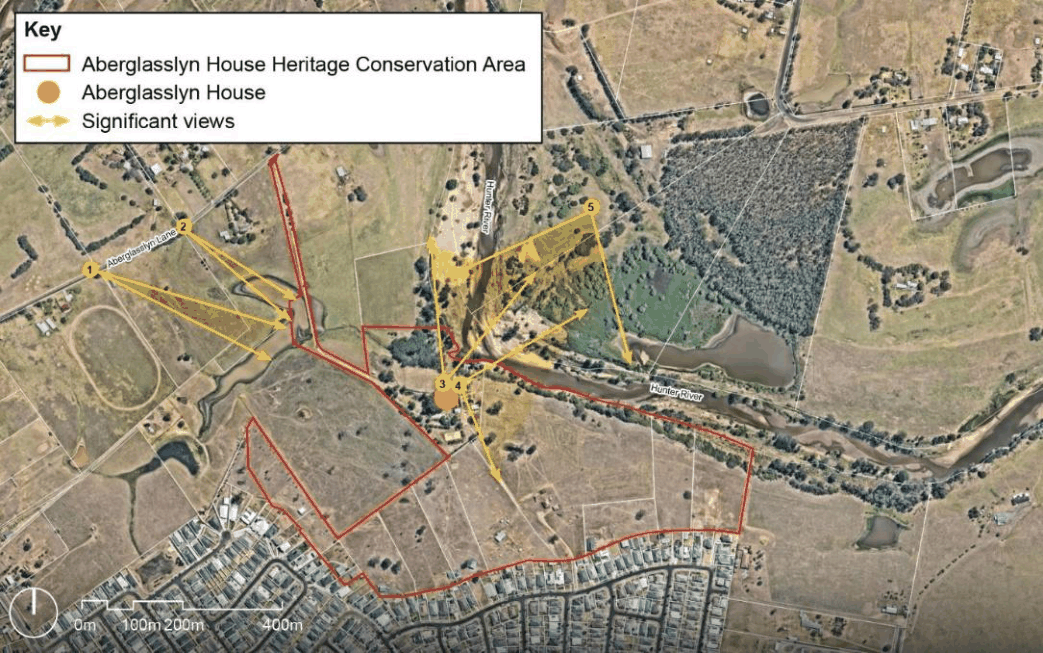 Key
Aberglasslyn House Heritage Conservation Area
Aberglasslyn House
Significant views
Hunter River
5
2
Aberglasslyn Lane
1
3
4
Hunter River
0m
100m
200m
400m